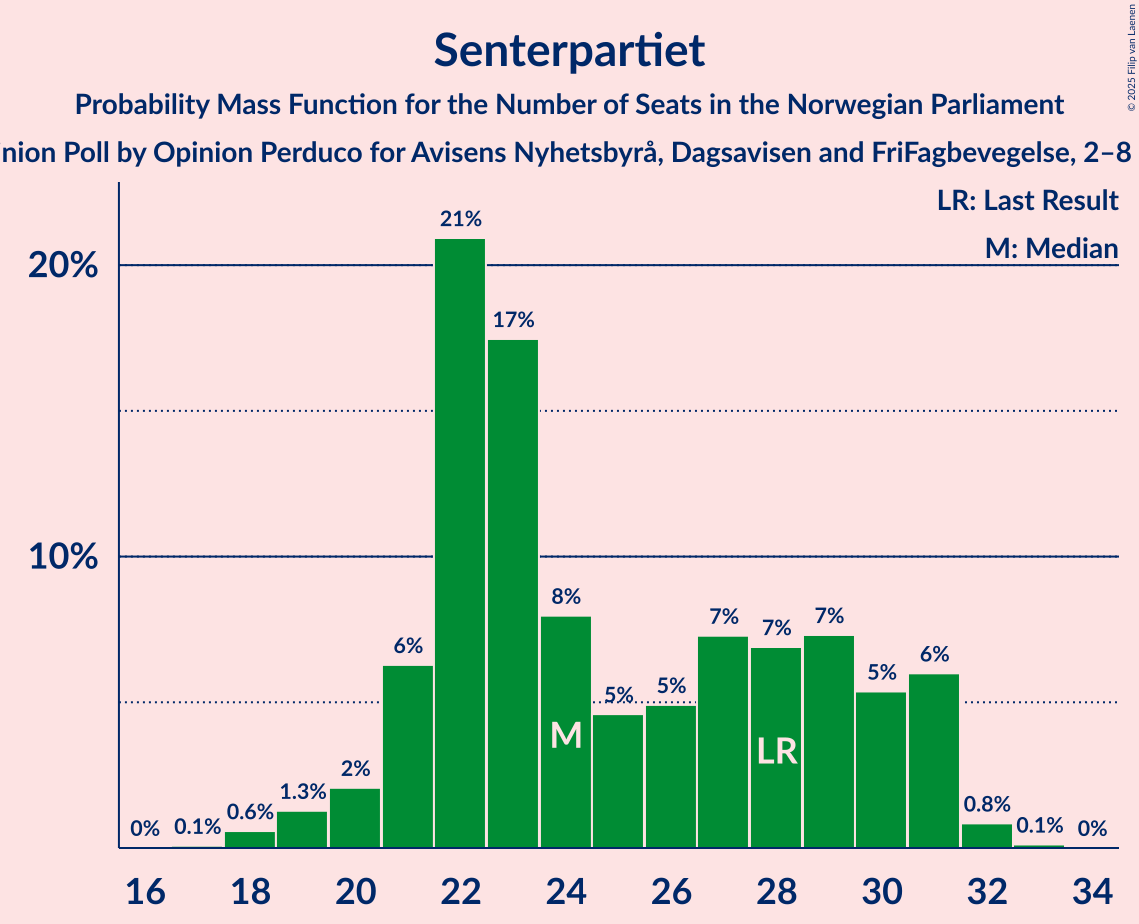 Senterpartiet
Probability Mass Function for the Number of Seats in the Norwegian Parliament
nion Poll by Opinion Perduco for Avisens Nyhetsbyrå, Dagsavisen and FriFagbevegelse, 2–8
© 2025 Filip van Laenen
LR: Last Result
M: Median
20%
10%
0%
0.1%
0.6%
1.3%
2%
6%
21%
17%
8%
5%
5%
7%
7%
7%
5%
6%
0.8%
0.1%
0%
M
LR
16 18 20 22 24 26 28 30 32 34